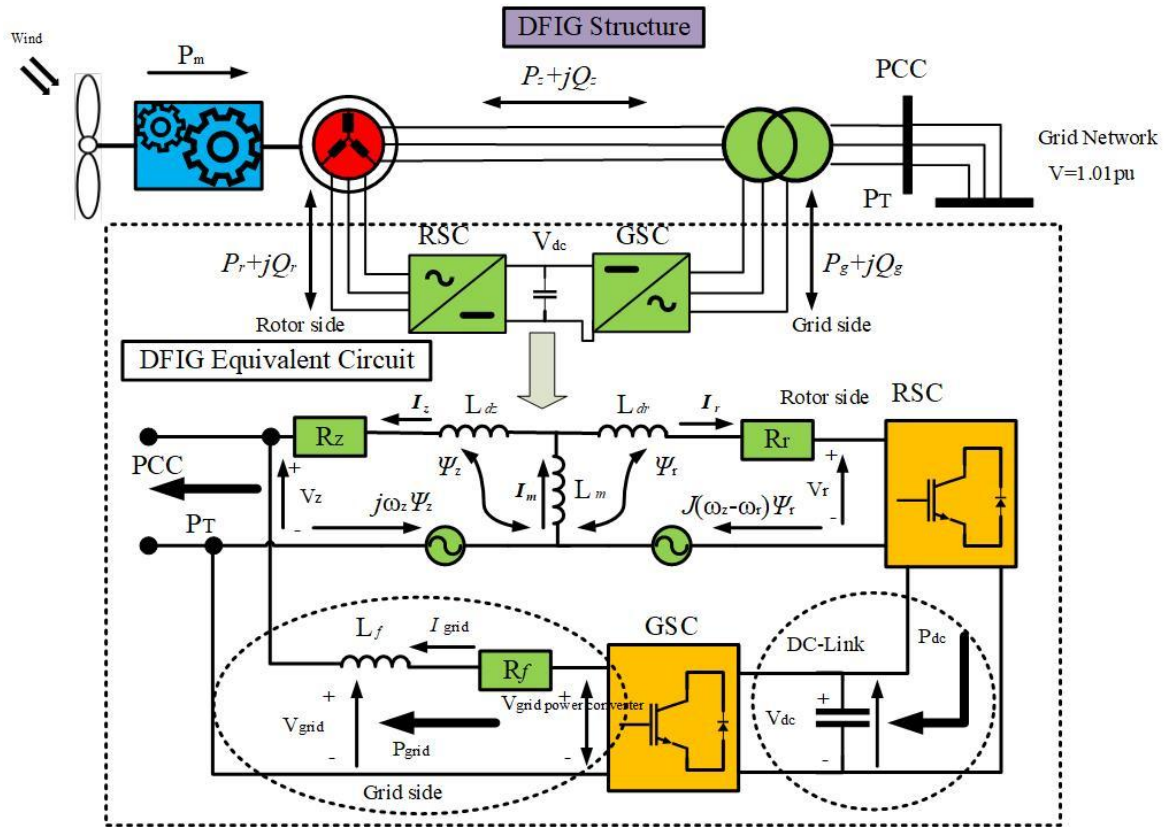 DFIG Structure
Wind
Pm
Pz+jQz
PCC
Grid Network
V=1.01pu
PT
RSC
Vdc
GSC
Pr+jQr
Pg+jQg
Rotor side
Grid side
DFIG Equivalent Circuit
Iz
Ldz
Ldr
Ir
Rotor side
RSC
Rz
Rr
PCC
+
Vz
-
Ψz
Im
Lm
Ψr
+
Vr
-
jωzΨz
J(ωz-ωr)Ψr
PT
Lf
I grid
GSC
DC-Link
Pdc
Rf
+
Vgrid
-
+
Vgrid power converter
-
Pgrid
+
Vdc
-
Grid side